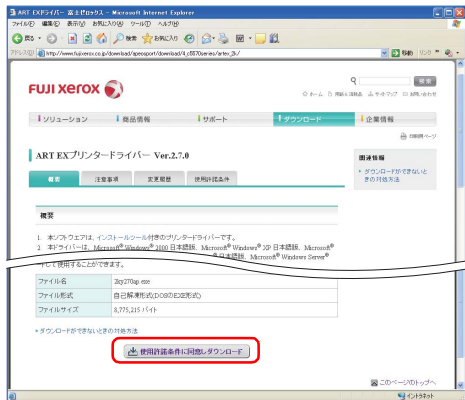 ART EXドライバー 富士ゼロックス - Microsoft Internet Explorer
ファイル(F) 編集(E) 表示(V) お気に入り(A) ツール(T) ヘルプ(H)
戻る 検索 お気に入り
アドレス(D) http://www.fujixerox.co.jp/download/apeosport/download/4_c5570series/artex_2k/ 移動 リンク
FUJI XEROX 検索
ホーム サイトマップ お問い合わせ
ソリューション 商品情報 サポート ダウンロード 企業情報
印刷用ページ
ART EXプリンタードライバー Ver.2.7.0
関連情報
ダウンロードができないと
きの対処方法
概要 注意事項 変更履歴 使用許諾条件
概要
1. 本ソフトウエアは、インストールツール付きのプリンタードライバーです。
2. 本ドライバーは、Microsoft® Windows® 2000 日本語版、Microsoft® Windows® XP 日本語版、Microsoft®
日本語版、Microsoft® Windows Server®
して使用することができます。
ファイル名 2ky270ap.exe
ファイル形式 自己解凍形式(DOSのEXE形式)
ファイルサイズ 8,775,215 バイト
ダウンロードができないときの対処方法
使用許諾条件に同意しダウンロード
このページのトップへ
イントラネット